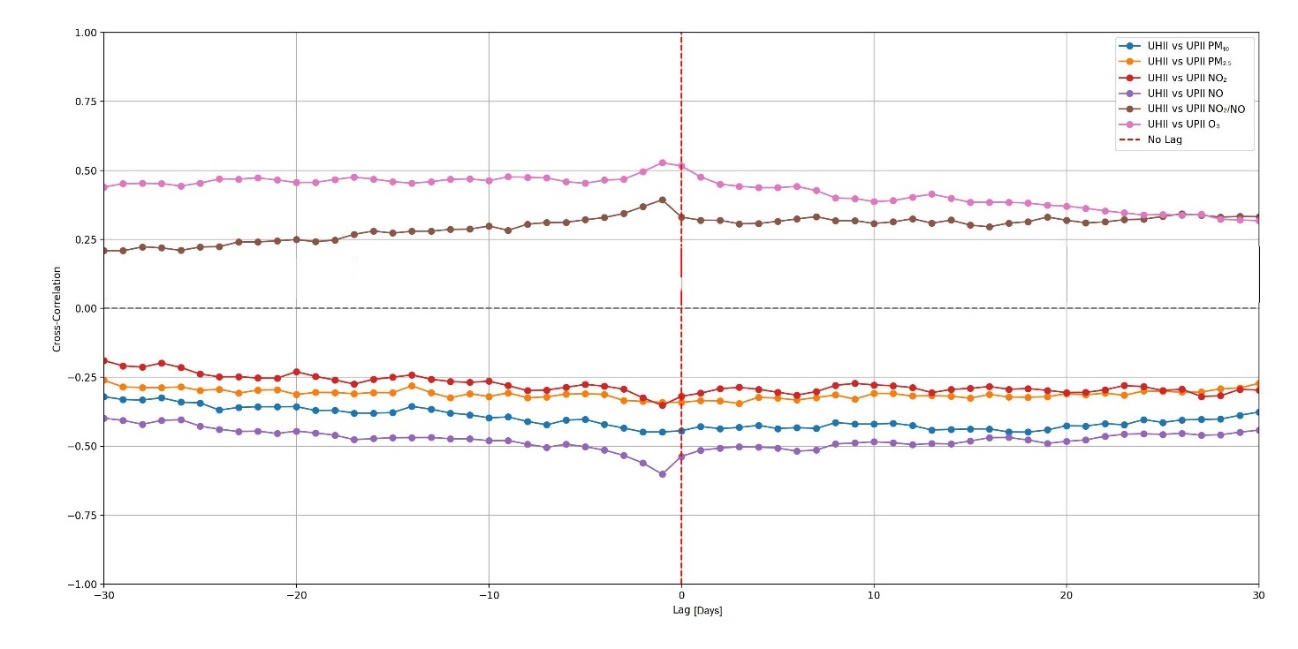 1.00
0.75
0.50
0.25
0.00
−0.25
−0.50
−0.75
−1.00
Cross-Correlation
−30
−20
−10
0
10
20
30
Lag [Days]
UHII vs UPII PM₁₀
UHII vs UPII PM₂.₅
UHII vs UPII NO₂
UHII vs UPII NO
UHII vs UPII NO₂/NO
UHII vs UPII O₃
No Lag